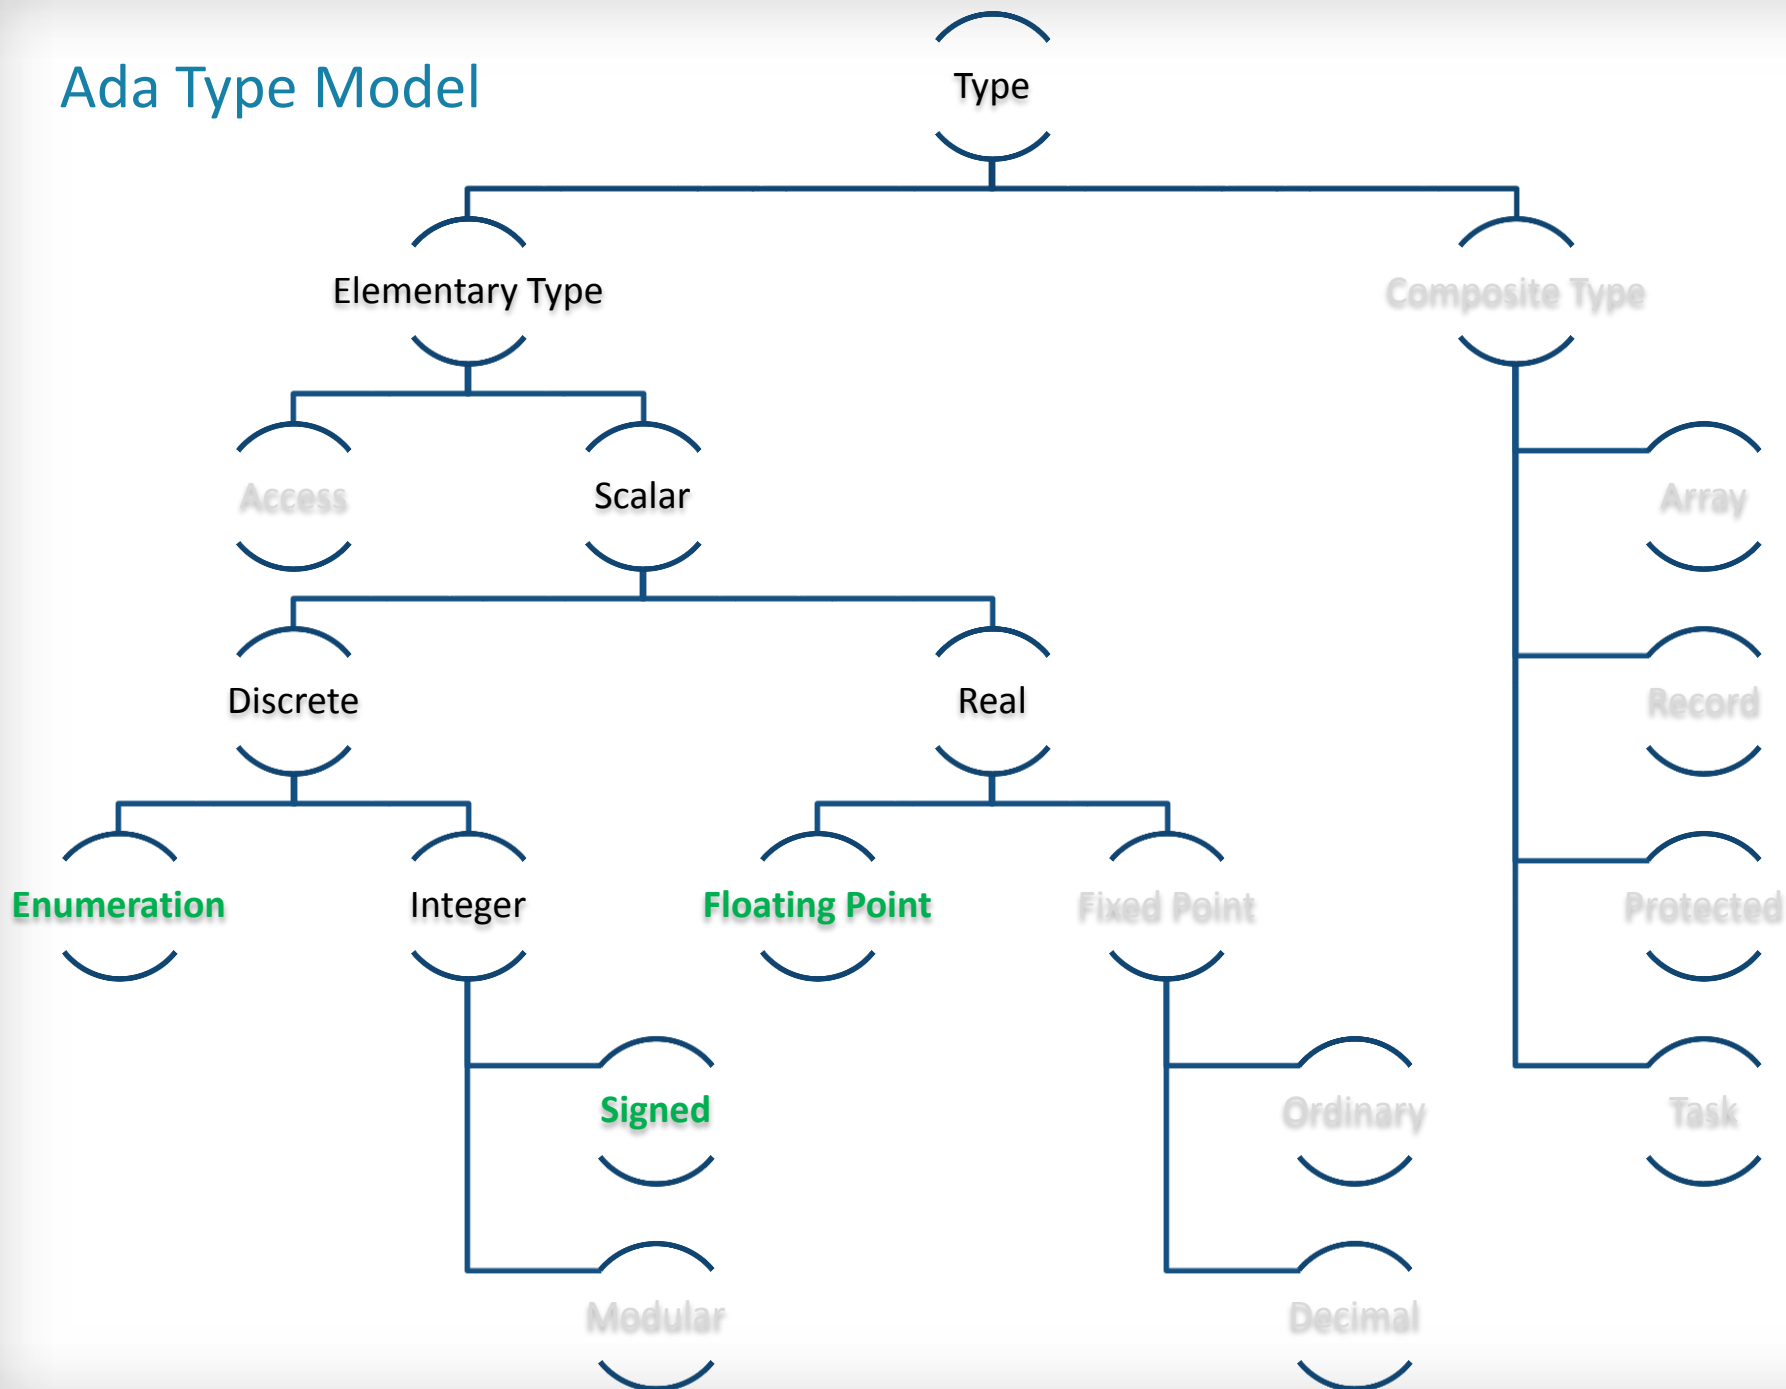 Ada Type Model
Type
Elementary Type
Composite Type
Access
Scalar
Array
Discrete
Real
Record
Enumeration
Integer
Floating Point
Fixed Point
Protected
Signed
Ordinary
Task
Modular
Decimal